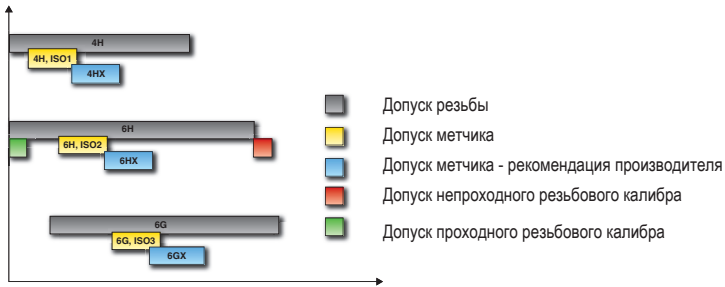 4H
4H, ISO1
4HX
6H
6H, ISO2
6HX
6G
6G, ISO3
6GX
Допуск резьбы
Допуск метчика
Допуск метчика - рекомендация производителя
Допуск непроходного резьбового калибра
Допуск проходного резьбового калибра